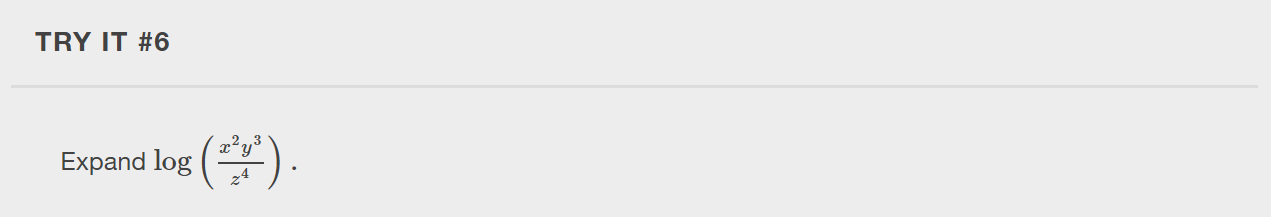 TRY IT #6
Expand log (x²y³/z⁴).